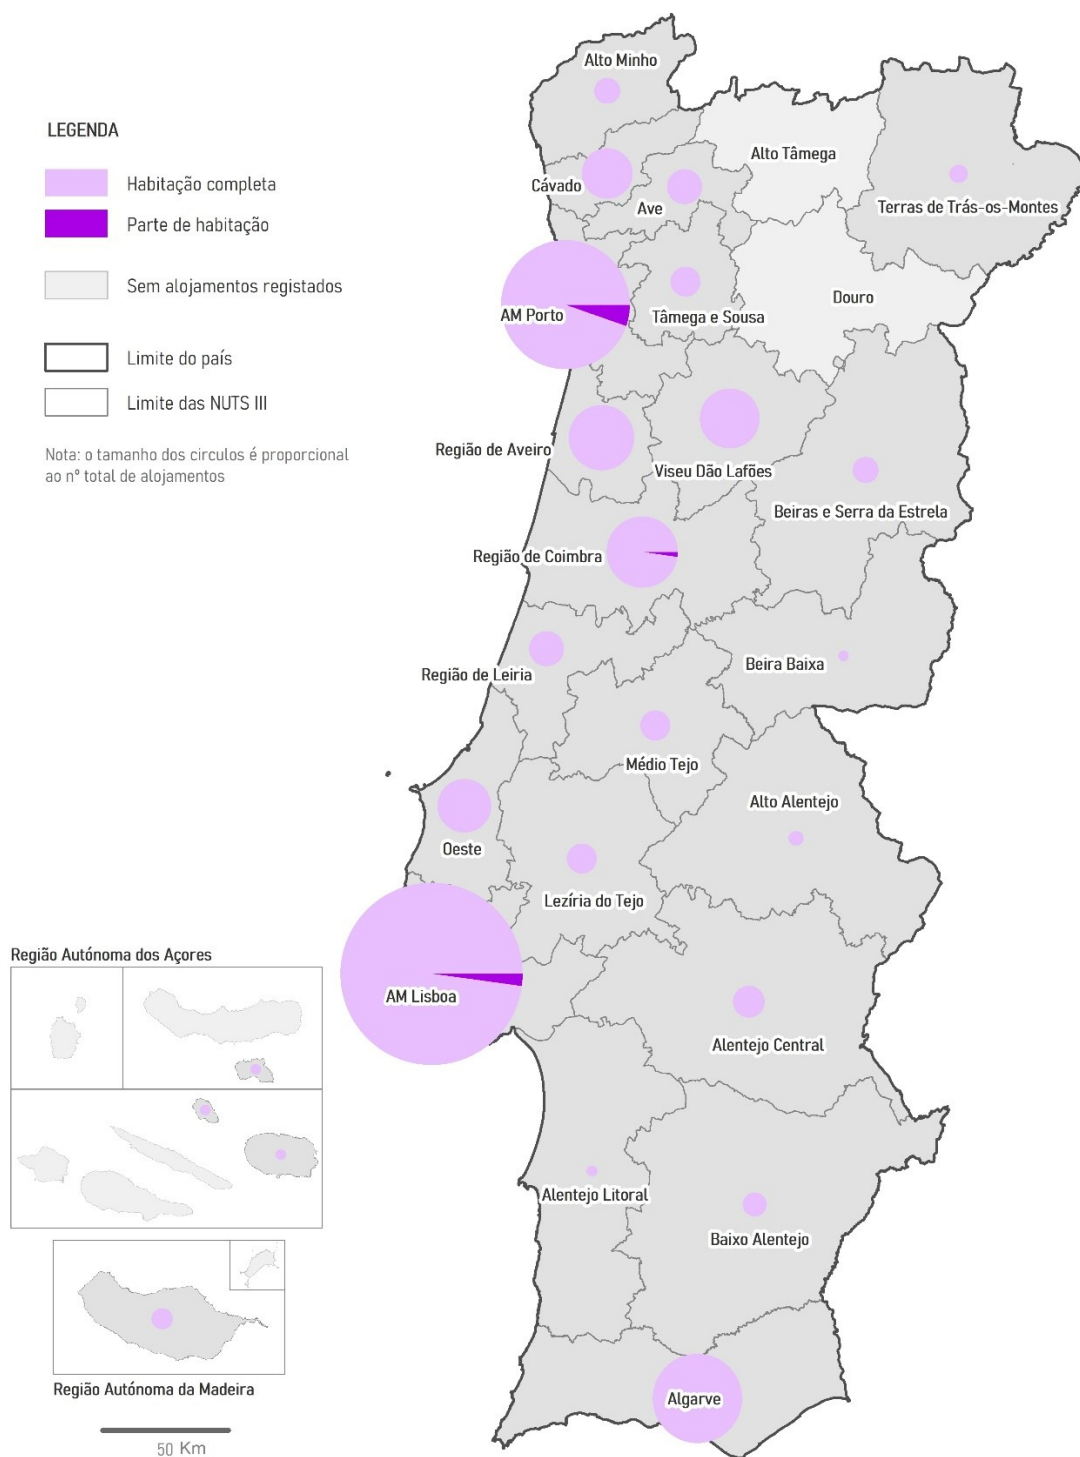 Alto Minho
LEGENDA
Alto Tâmega
Habitação completa
Cávado
Ave
Terras de Trás-os-Montes
Parte de habitação
Sem alojamentos registados
Douro
AM Porto
Tâmega e Sousa
Limite do país
Limite das NUTS III
Nota: o tamanho dos circulos é proporcional
ao nº total de alojamentos
Região de Aveiro
Viseu Dão Lafões
Beiras e Serra da Estrela
Região de Coimbra
Beira Baixa
Região de Leiria
Médio Tejo
Alto Alentejo
Oeste
Lezíria do Tejo
Região Autónoma dos Açores
AM Lisboa
Alentejo Central
Alentejo Litoral
Baixo Alentejo
Região Autónoma da Madeira
Algarve
50 Km